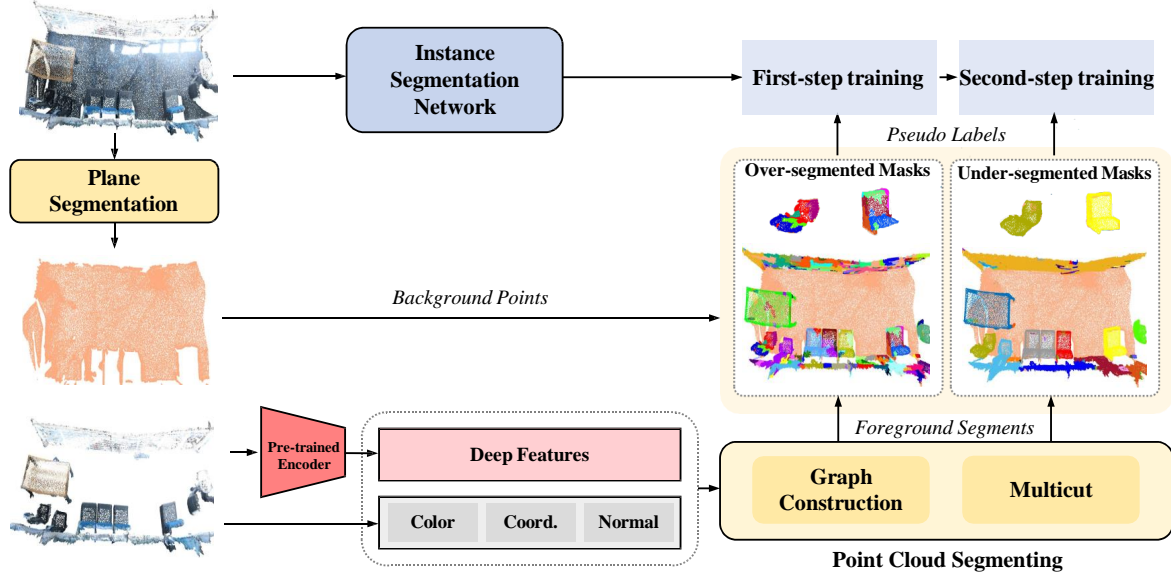 Instance
Segmentation
Network
First-step training
Second-step training
Pseudo Labels
Plane
Segmentation
Over-segmented Masks
Under-segmented Masks
Background Points
Foreground Segments
Pre-trained
Encoder
Deep Features
Color
Coord.
Normal
Graph
Construction
Multicut
Point Cloud Segmenting